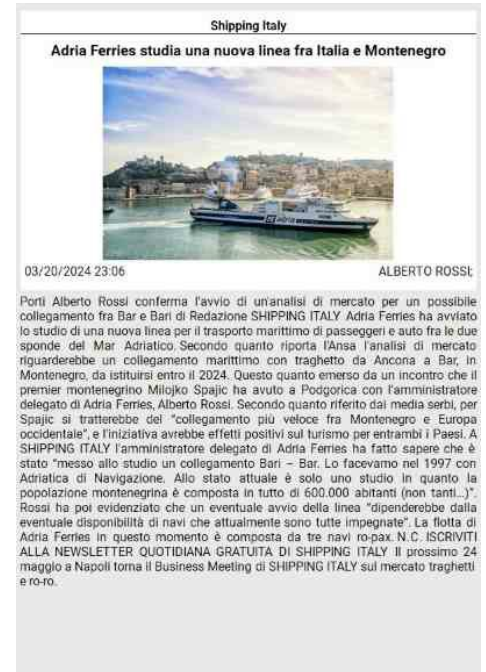 Shipping Italy
Adria Ferries studia una nuova linea fra Italia e Montenegro
03/20/2024 23:06
ALBERTO ROSSI;
Porti Alberto Rossi conferma l'avvio di un'analisi di mercato per un possibile
collegamento fra Bar e Bari di Redazione SHIPPING ITALY Adria Ferries ha avviato
lo studio di una nuova linea per il trasporto marittimo di passeggeri e auto fra le due
sponde del Mar Adriatico. Secondo quanto riporta l'Ansa l'analisi di mercato
riguarderebbe un collegamento marittimo con traghetto da Ancona a Bar, in
Montenegro, da istituirsi entro il 2024. Questo quanto emerso da un incontro che il
premier montenegrino Milojko Spajic ha avuto a Podgorica con l'amministratore
delegato di Adria Ferries, Alberto Rossi. Secondo quanto riferito dai media serbi, per
Spajic si tratterebbe del “collegamento più veloce fra Montenegro e Europa
occidentale”, e l'iniziativa avrebbe effetti positivi sul turismo per entrambi i Paesi. A
SHIPPING ITALY l'amministratore delegato di Adria Ferries ha fatto sapere che è
stato “messo allo studio un collegamento Bari – Bar. Lo facevamo nel 1997 con
Adriatica di Navigazione. Allo stato attuale è solo uno studio in quanto la
popolazione montenegrina è composta in tutto di 600.000 abitanti (non tanti...)”.
Rossi ha poi evidenziato che un eventuale avvio della linea “dipenderebbe dalla
eventuale disponibilità di navi che attualmente sono tutte impegnate”. La flotta di
Adria Ferries in questo momento è composta da tre navi ro-pax. N.C. ISCRIVITI
ALLA NEWSLETTER QUOTIDIANA GRATUITA DI SHIPPING ITALY Il prossimo 24
maggio a Napoli torna il Business Meeting di SHIPPING ITALY sul mercato traghetti
e ro-ro.